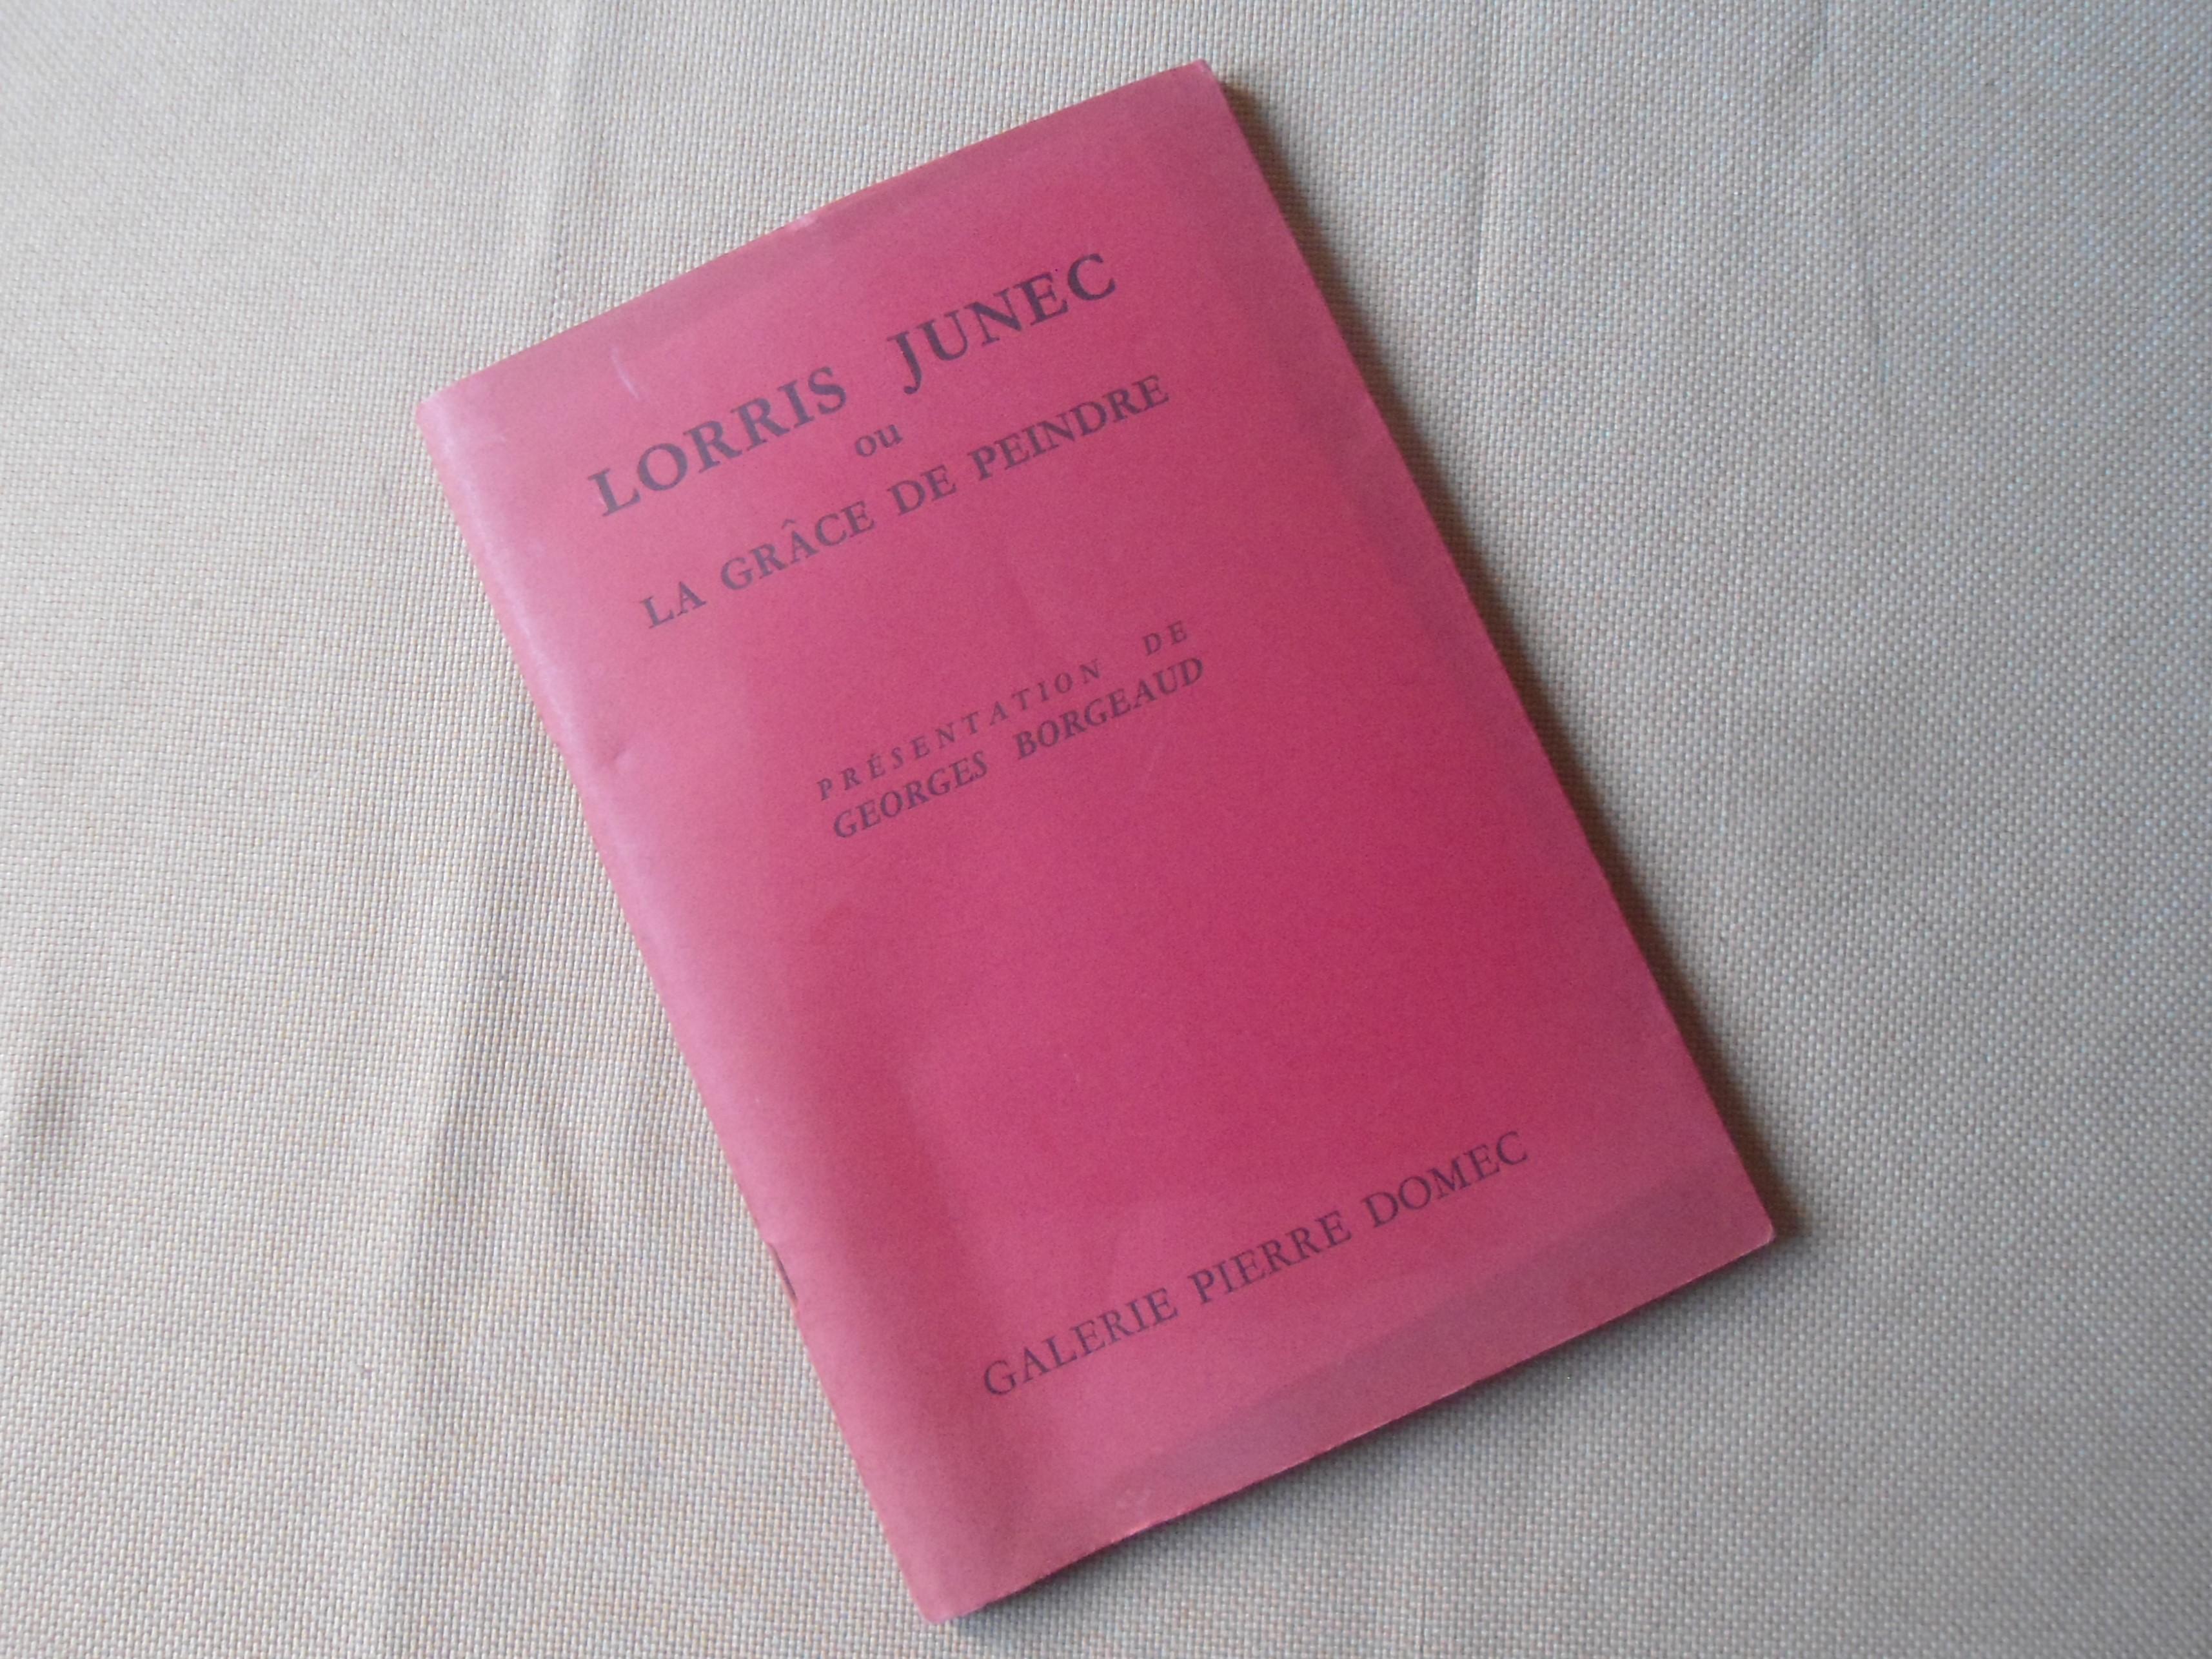 LORRIS JUNEC
ou
LA GRÂCE DE PEINDRE
PRÉSENTATION DE
GEORGES BORGEAUD
GALERIE PIERRE DOMEC